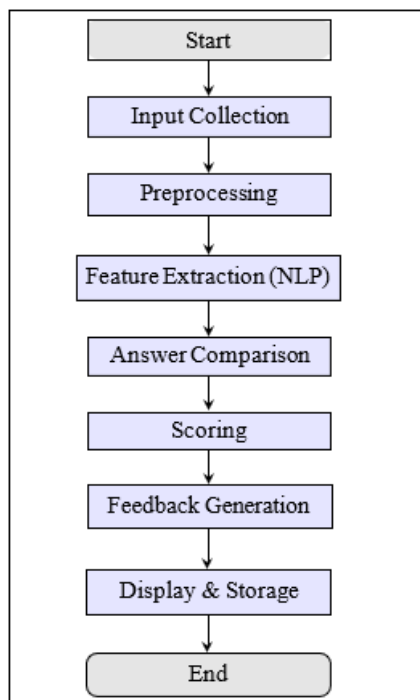 Start
Input Collection
Preprocessing
Feature Extraction (NLP)
Answer Comparison
Scoring
Feedback Generation
Display & Storage
End